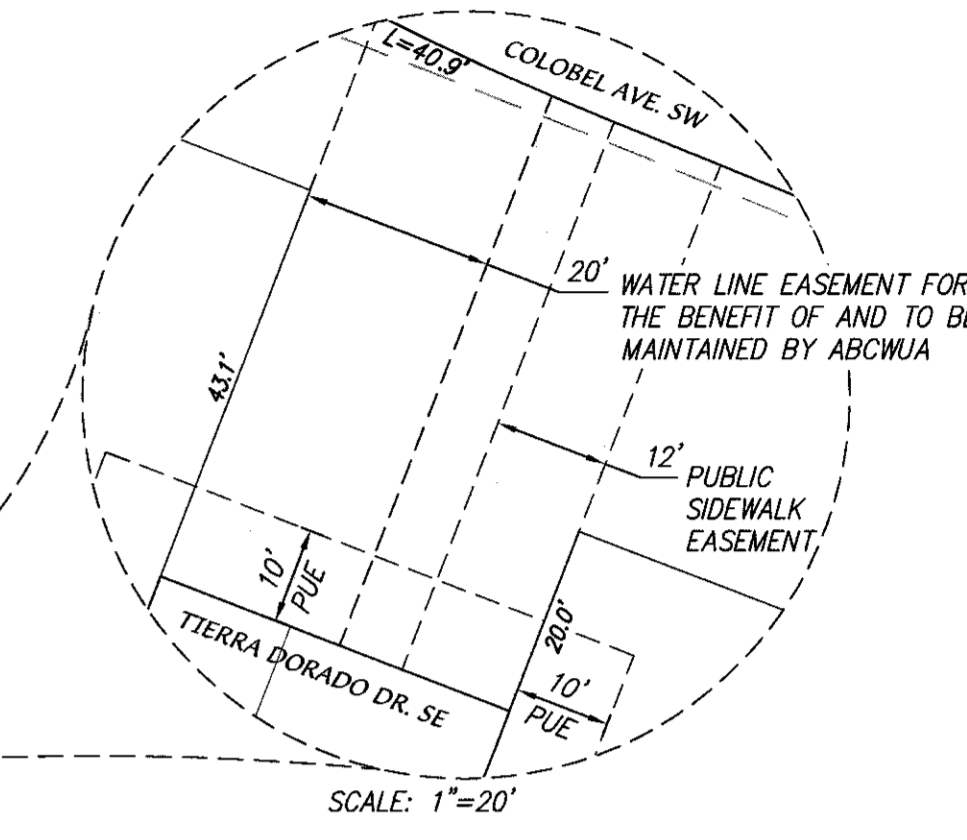 L=40.9'
COLOBEL AVE. SW
20' WATER LINE EASEMENT FOR
THE BENEFIT OF AND TO BE
MAINTAINED BY ABCWUA
43.1'
12' PUBLIC
SIDEWALK
EASEMENT
10'
PUE
20.0'
10'
PUE
TIERRA DORADO DR. SE
SCALE: 1"=20'